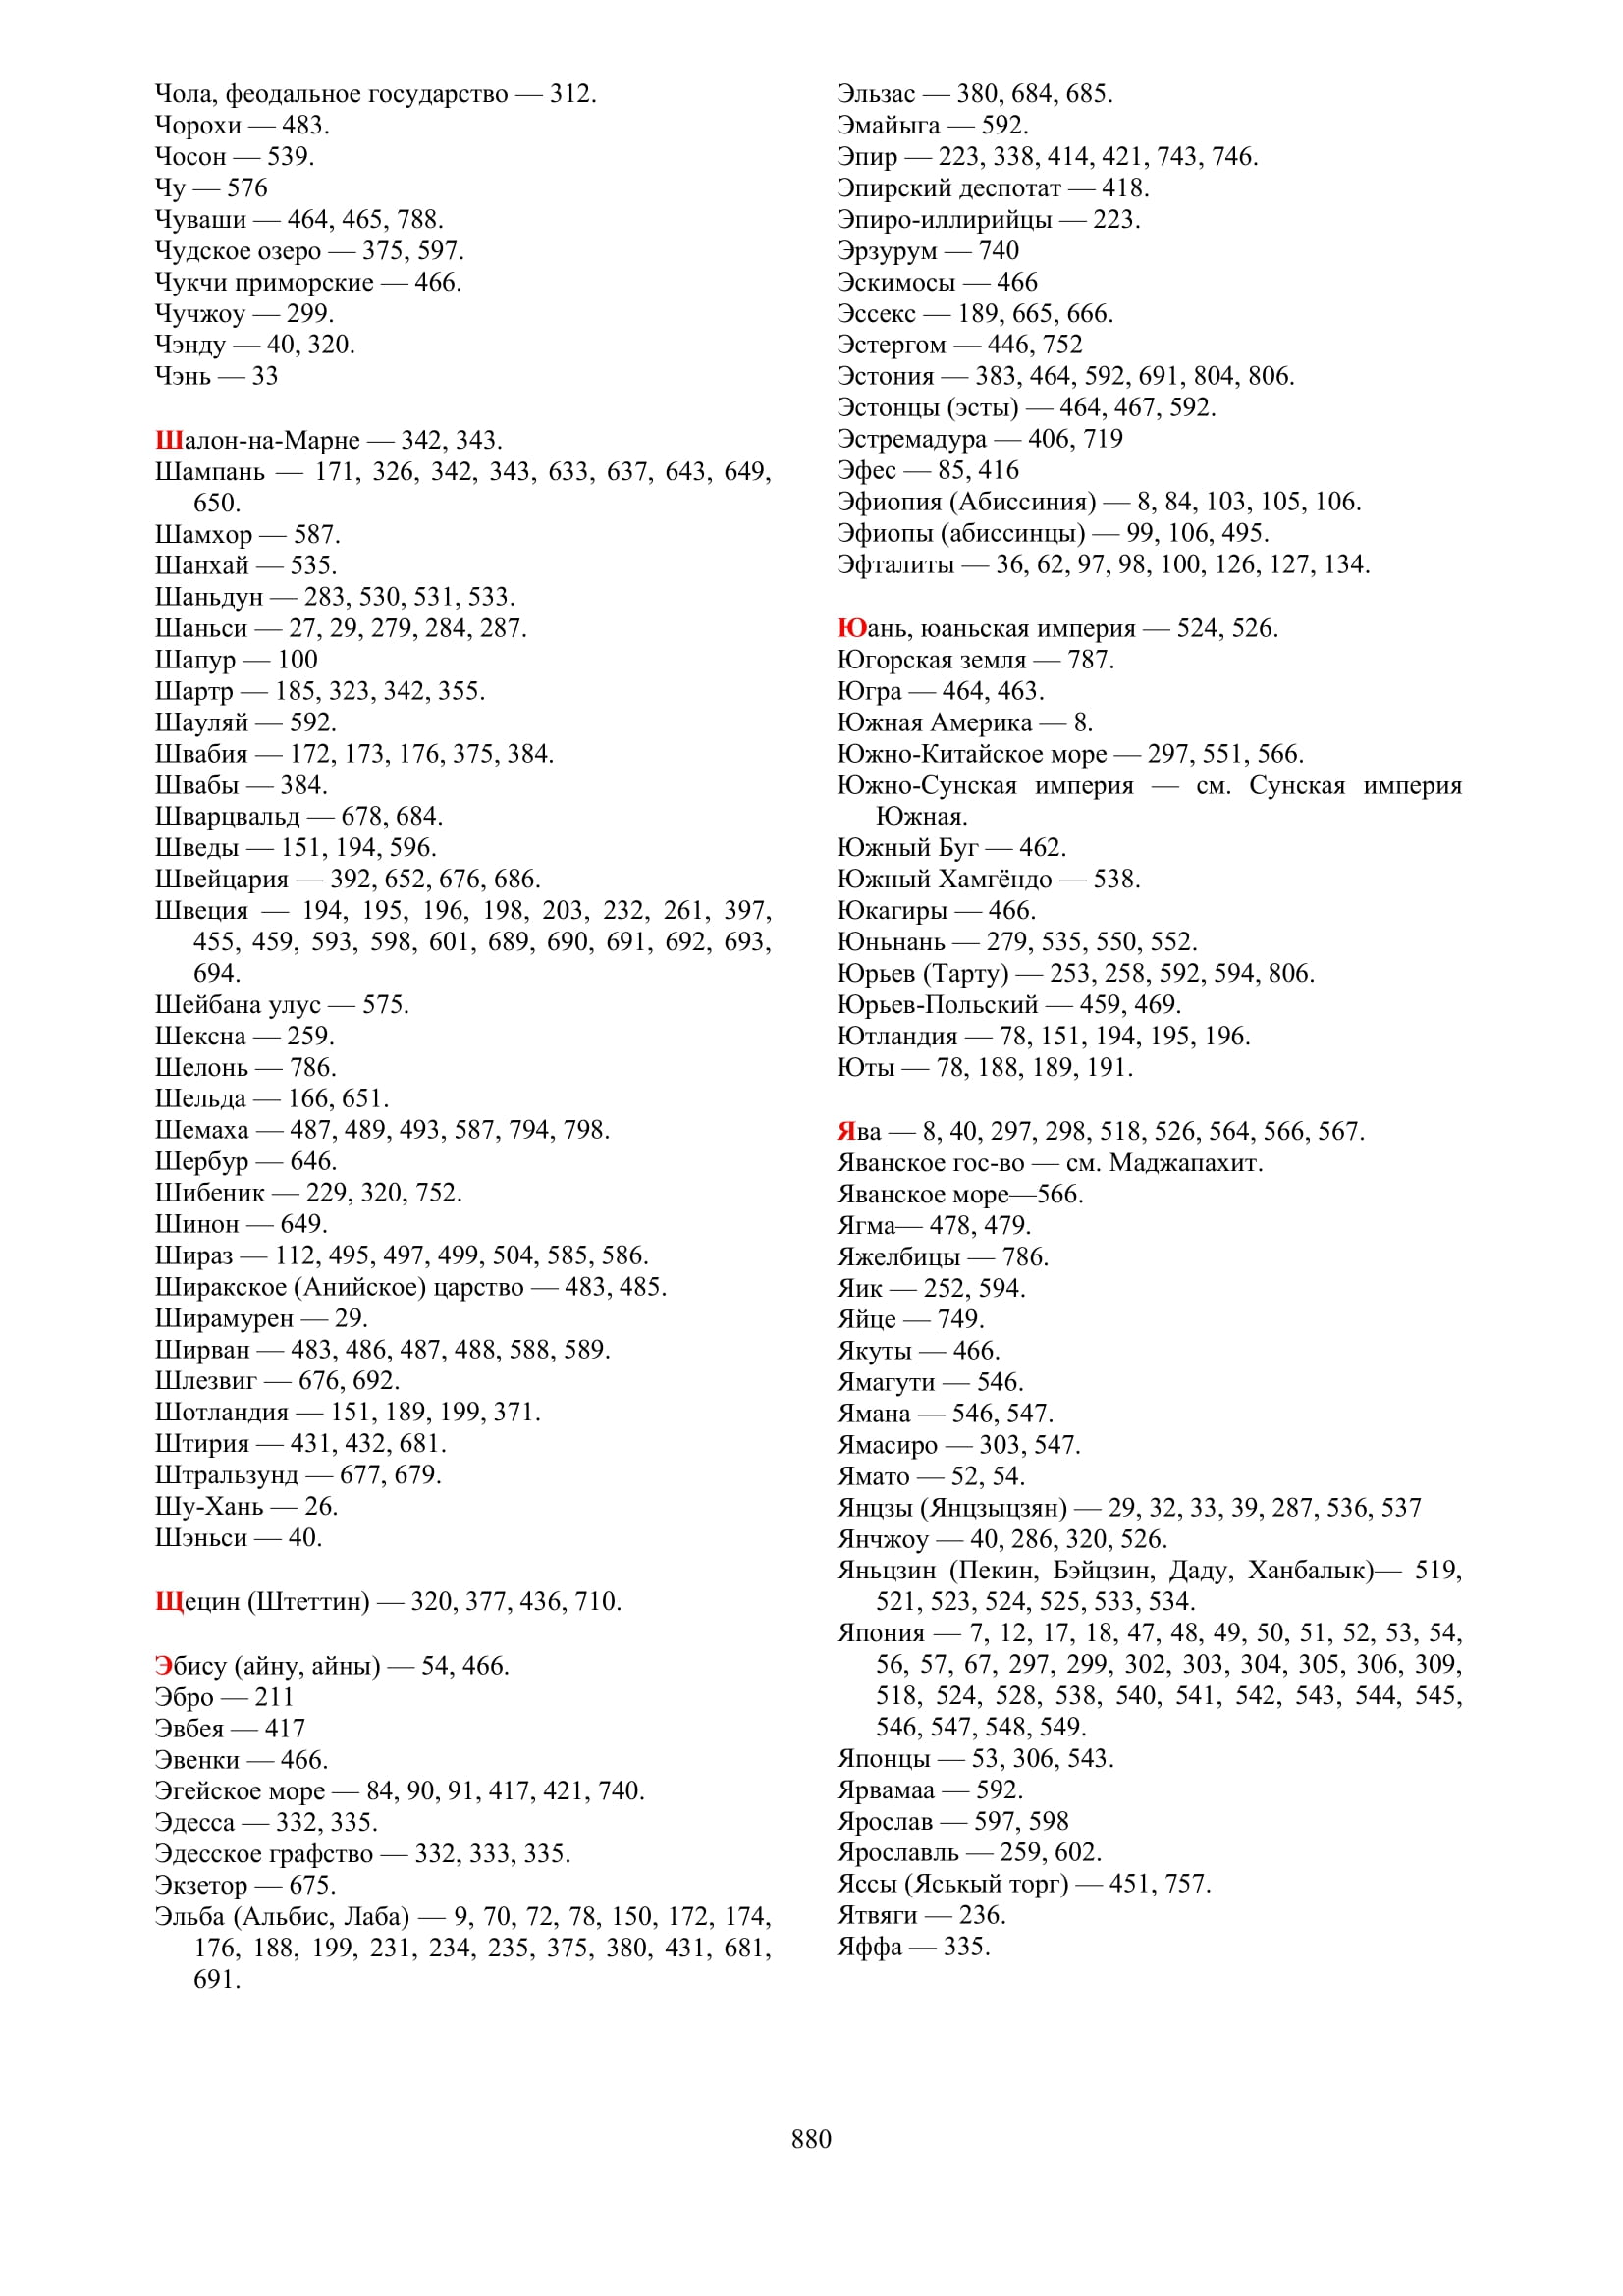 Чола, феодальное государство — 312.
Чорохи — 483.
Чосон — 539.
Чу — 576
Чуваши — 464, 465, 788.
Чудское озеро — 375, 597.
Чукчи приморские — 466.
Чучжоу — 299.
Чэнду — 40, 320.
Чэнь — 33
Шалон-на-Марне — 342, 343.
Шампань — 171, 326, 342, 343, 633, 637, 643, 649,
650.
Шамхор — 587.
Шанхай — 535.
Шаньдун — 283, 530, 531, 533.
Шаньси — 27, 29, 279, 284, 287.
Шапур — 100
Шартр — 185, 323, 342, 355.
Шауляй — 592.
Швабия — 172, 173, 176, 375, 384.
Швабы — 384.
Шварцвальд — 678, 684.
Шведы — 151, 194, 596.
Швейцария — 392, 652, 676, 686.
Швеция — 194, 195, 196, 198, 203, 232, 261, 397,
455, 459, 593, 598, 601, 689, 690, 691, 692, 693,
694.
Шейбана улус — 575.
Шексна — 259.
Шелонь — 786.
Шельда — 166, 651.
Шемаха — 487, 489, 493, 587, 794, 798.
Шербур — 646.
Шибеник — 229, 320, 752.
Шинон — 649.
Шираз — 112, 495, 497, 499, 504, 585, 586.
Ширакское (Анийское) царство — 483, 485.
Ширамурен — 29.
Ширван — 483, 486, 487, 488, 588, 589.
Шлезвиг — 676, 692.
Шотландия — 151, 189, 199, 371.
Штирия — 431, 432, 681.
Штральзунд — 677, 679.
Шу-Хань — 26.
Шэньси — 40.
Щецин (Штеттин) — 320, 377, 436, 710.
Эбису (айну, айны) — 54, 466.
Эбро — 211
Эвбея — 417
Эвенки — 466.
Эгейское море — 84, 90, 91, 417, 421, 740.
Эдесса — 332, 335.
Эдесское графство — 332, 333, 335.
Экзетор — 675.
Эльба (Альбис, Лаба) — 9, 70, 72, 78, 150, 172, 174,
176, 188, 199, 231, 234, 235, 375, 380, 431, 681,
691.
Эльзас — 380, 684, 685.
Эмайыга — 592.
Эпир — 223, 338, 414, 421, 743, 746.
Эпирский деспотат — 418.
Эпиро-иллирийцы — 223.
Эрзурум — 740
Эскимосы — 466
Эссекс — 189, 665, 666.
Эстергом — 446, 752
Эстония — 383, 464, 592, 691, 804, 806.
Эстонцы (эсты) — 464, 467, 592.
Эстремадура — 406, 719
Эфес — 85, 416
Эфиопия (Абиссиния) — 8, 84, 103, 105, 106.
Эфиопы (абиссинцы) — 99, 106, 495.
Эфталиты — 36, 62, 97, 98, 100, 126, 127, 134.
Юань, юаньская империя — 524, 526.
Югорская земля — 787.
Югра — 464, 463.
Южная Америка — 8.
Южно-Китайское море — 297, 551, 566.
Южно-Сунская империя — см. Сунская империя
Южная.
Южный Буг — 462.
Южный Хамгёндо — 538.
Юкагиры — 466.
Юньнань — 279, 535, 550, 552.
Юрьев (Тарту) — 253, 258, 592, 594, 806.
Юрьев-Польский — 459, 469.
Ютландия — 78, 151, 194, 195, 196.
Юты — 78, 188, 189, 191.
Ява — 8, 40, 297, 298, 518, 526, 564, 566, 567.
Яванское гос-во — см. Маджапахит.
Яванское море—566.
Ягма— 478, 479.
Яжелбицы — 786.
Яик — 252, 594.
Яйце — 749.
Якуты — 466.
Ямагути — 546.
Ямана — 546, 547.
Ямасиро — 303, 547.
Ямато — 52, 54.
Янцзы (Янцзыцзян) — 29, 32, 33, 39, 287, 536, 537
Янчжоу — 40, 286, 320, 526.
Яньцзин (Пекин, Бэйцзин, Даду, Ханбалык)— 519,
521, 523, 524, 525, 533, 534.
Япония — 7, 12, 17, 18, 47, 48, 49, 50, 51, 52, 53, 54,
56, 57, 67, 297, 299, 302, 303, 304, 305, 306, 309,
518, 524, 528, 538, 540, 541, 542, 543, 544, 545,
546, 547, 548, 549.
Японцы — 53, 306, 543.
Ярвамаа — 592.
Ярослав — 597, 598
Ярославль — 259, 602.
Яссы (Яськый торг) — 451, 757.
Ятвяги — 236.
Яффа — 335.
880